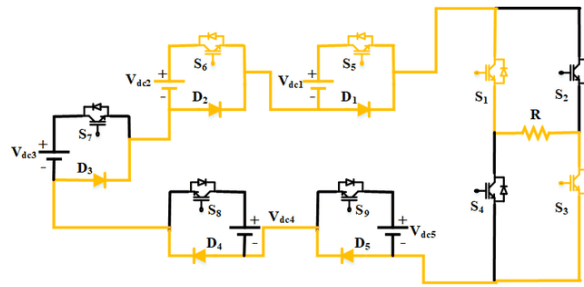 S6
S5
Vdc2
+
-
D2
Vdc1
+
-
D1
S1
S2
R
S7
Vdc3
+
-
D3
S4
S3
S8
Vdc4
+
-
D4
S9
+
-
Vdc5
D5